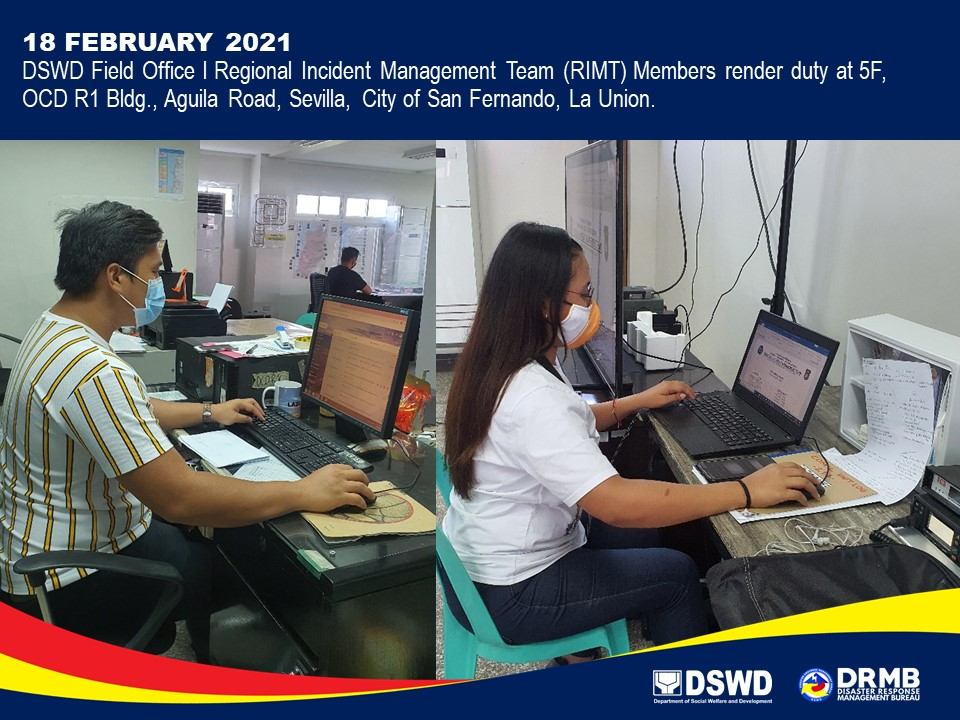 18 FEBRUARY 2021
DSWD Field Office I Regional Incident Management Team (RIMT) Members render duty at 5F,
OCD R1 Bldg., Aguila Road, Sevilla, City of San Fernando, La Union.
DSWD
Department of Social Welfare and Development
DRMB
DISASTER RESPONSE
MANAGEMENT BUREAU